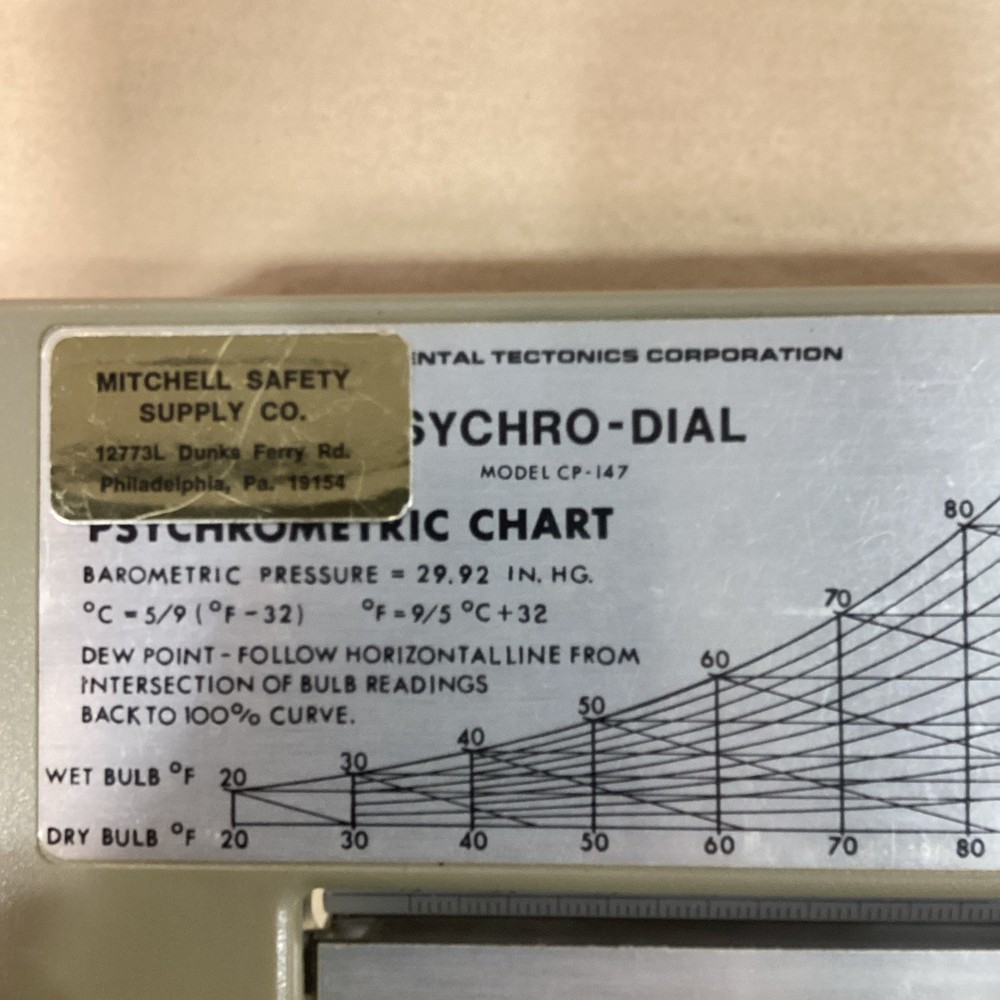 MITCHELL SAFETY
SUPPLY CO.
12773L Dunks Ferry Rd.
Philadelphia, Pa. 19154
ENTAL TECTONICS CORPORATION
SYCHRO-DIAL
MODEL CP-147
PSYCHROMETRIC CHART
BAROMETRIC PRESSURE = 29.92 IN. HG.
°C = 5/9 (°F - 32) °F = 9/5 °C + 32
DEW POINT - FOLLOW HORIZONTAL LINE FROM
INTERSECTION OF BULB READINGS
BACK TO 100% CURVE.
80
70
60
50
40
30
WET BULB °F 20
DRY BULB °F 20 30 40 50 60 70 80